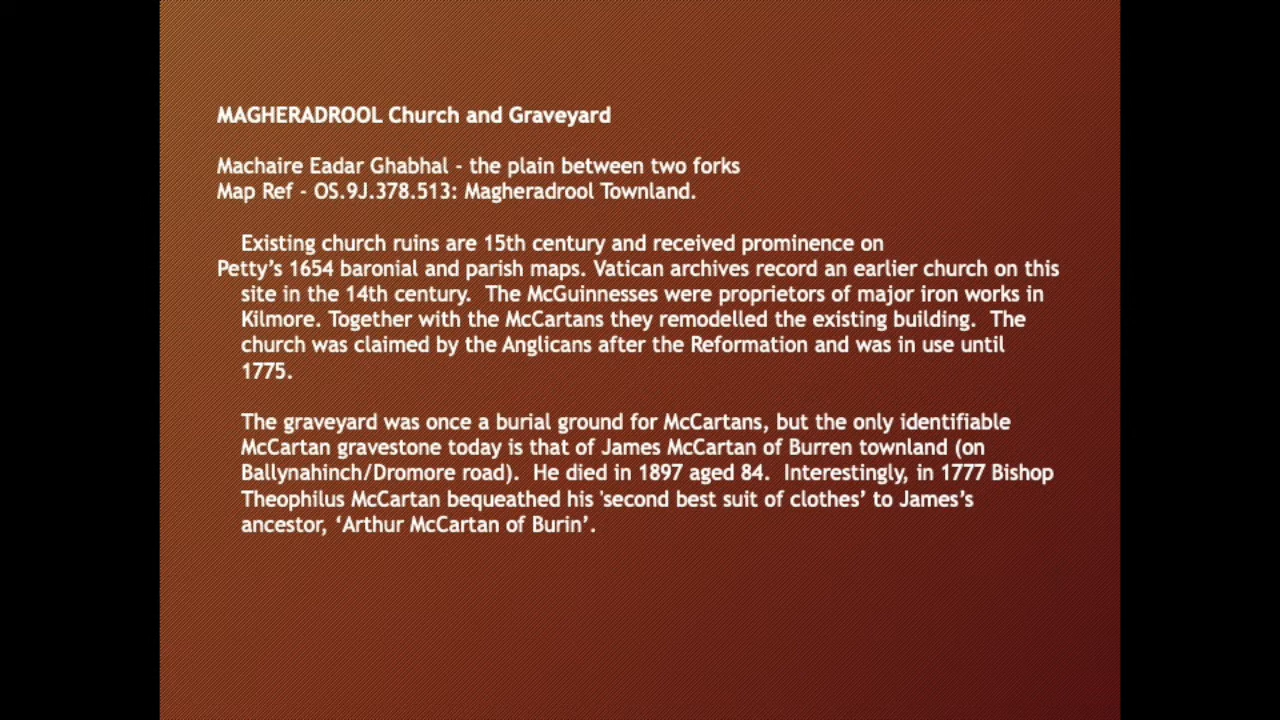 MAGHERADROOL Church and Graveyard
Machaire Eadar Ghabhal - the plain between two forks
Map Ref - OS.9J.378.513: Magheradrool Townland.
Existing church ruins are 15th century and received prominence on
Petty’s 1654 baronial and parish maps. Vatican archives record an earlier church on this
site in the 14th century.  The McGuinnesses were proprietors of major iron works in
Kilmore. Together with the McCartans they remodelled the existing building.  The
church was claimed by the Anglicans after the Reformation and was in use until
1775.
The graveyard was once a burial ground for McCartans, but the only identifiable
McCartan gravestone today is that of James McCartan of Burren townland (on
Ballynahinch/Dromore road).  He died in 1897 aged 84.  Interestingly, in 1777 Bishop
Theophilus McCartan bequeathed his 'second best suit of clothes’ to James’s
ancestor, ‘Arthur McCartan of Burin’.